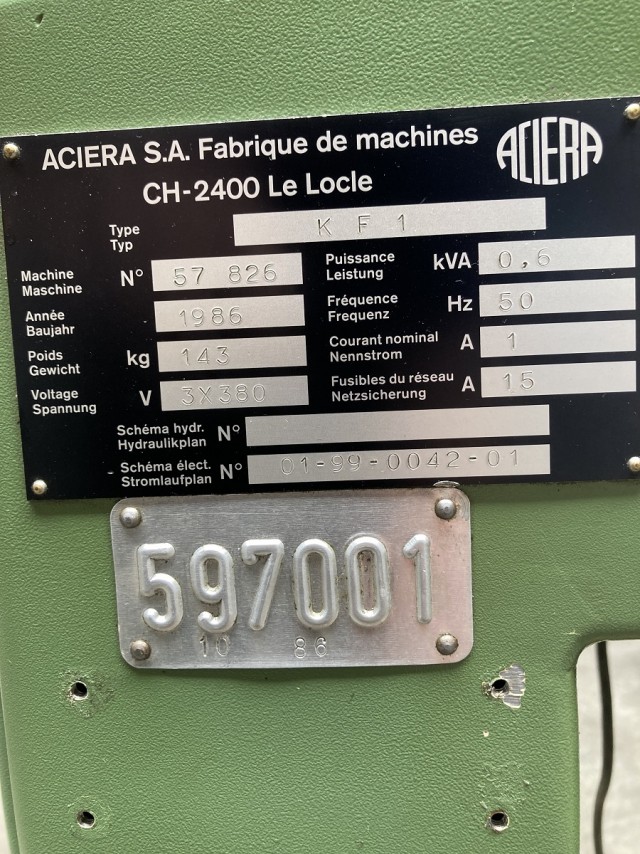 ACIERA S.A. Fabrique de machines
ACIERA
CH-2400 Le Locle
Type
Typ
K F 1
Machine
Maschine
N° 57 826
Puissance
Leistung
kVA 0,6
Année
Baujahr
1986
Fréquence
Frequenz
Hz 50
Poids
Gewicht
kg 143
Courant nominal
Nennstrom
A 1
Voltage
Spannung
V 3X380
Fusibles du réseau
Netzsicherung
A 15
Schéma hydr.
Hydraulikplan
N°
Schéma élect.
Stromlaufplan
N° 01-99-0042-01
597001
10 86